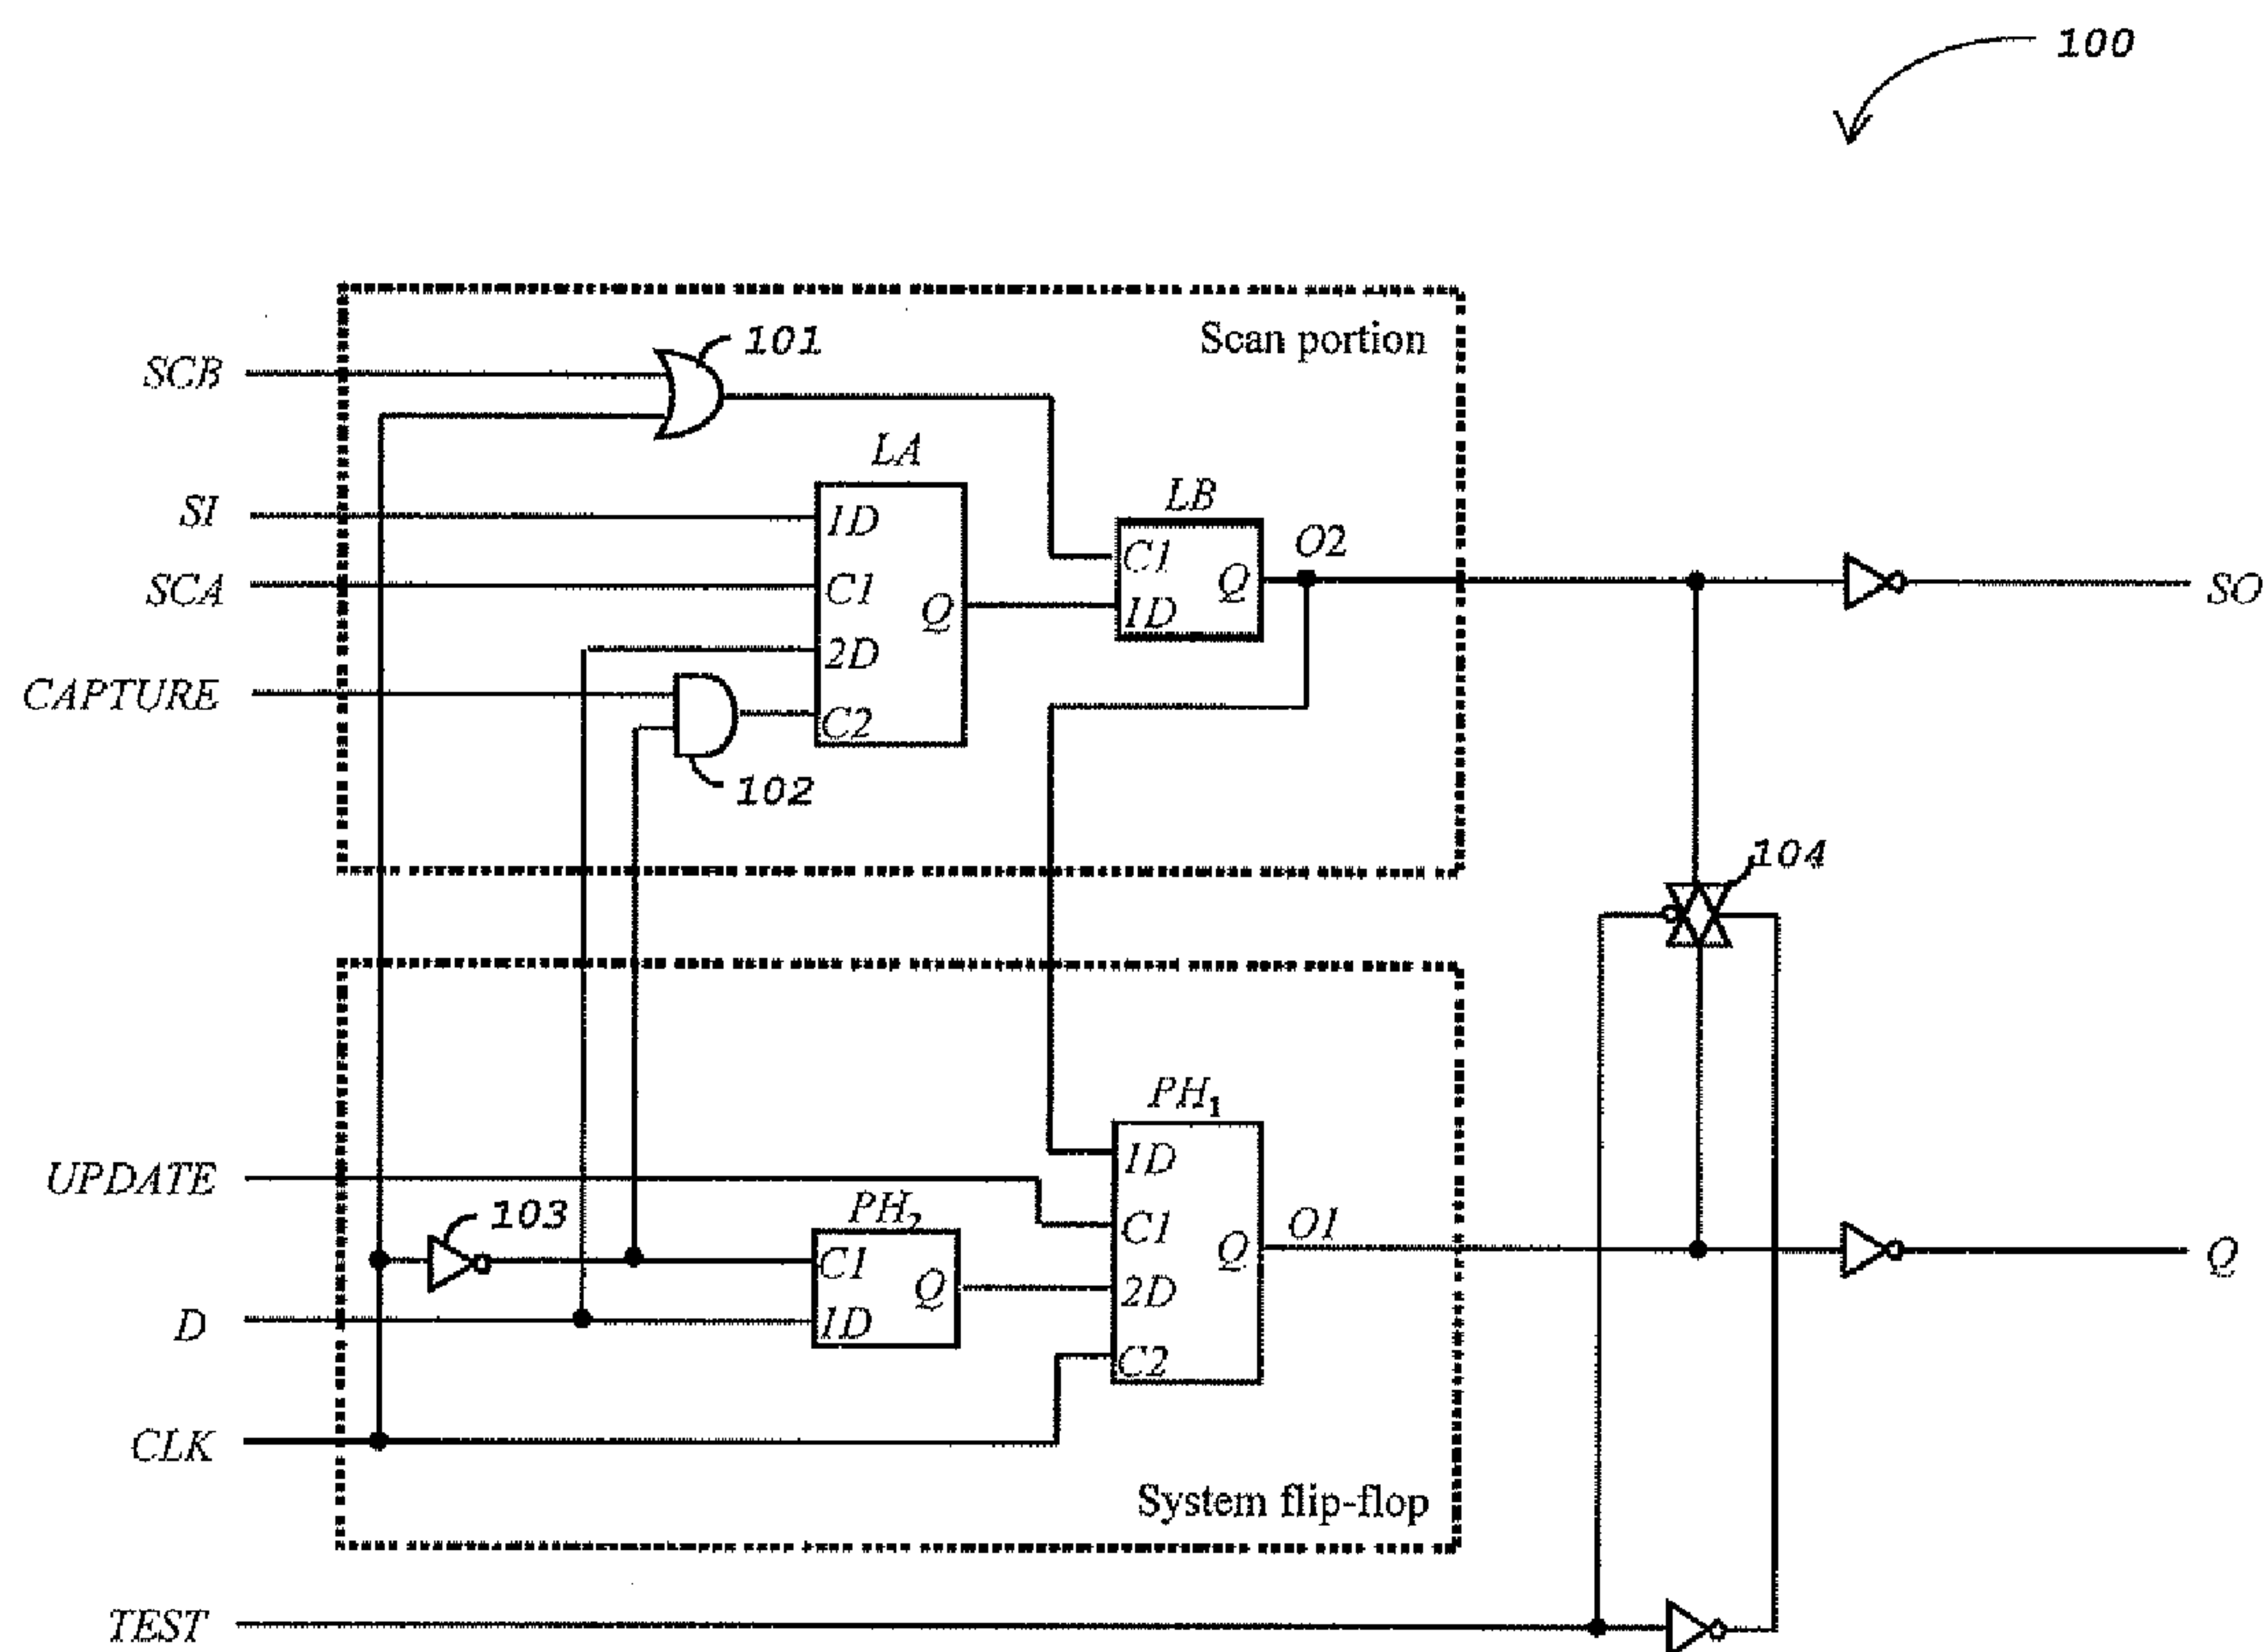 100
Scan portion
SCB
101
LA
SI
1D
LB
SCA
C1
Q
C1
1D
Q
O2
SO
2D
CAPTURE
C2
102
104
PH1
UPDATE
1D
103
PH2
C1
O1
C1
Q
Q
Q
2D
D
1D
C2
CLK
System flip-flop
TEST